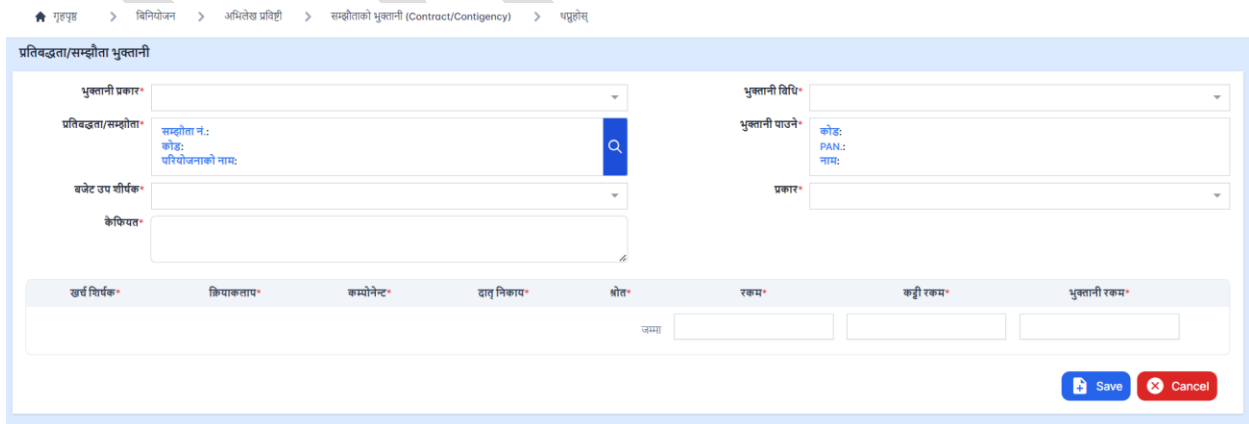 गृहपृष्ठ > बिनियोजन > अभिलेख प्रविष्टी > सम्झौताको भुक्तानी (Contract/Contigency) > थप्नुहोस्
प्रतिबद्धता/सम्झौता भुक्तानी
भुक्तानी प्रकार* भुक्तानी विधि*
प्रतिबद्धता/सम्झौता* भुक्तानी पाउने*
सम्झौता नं.: कोड:
कोड: PAN.:
परियोजनाको नाम: नाम:
बजेट उप शीर्षक* प्रकार*
केफियत*
खर्च शिर्षक* क्रियाकलाप* कम्पोनेन्ट* दातृ निकाय* श्रोत* रकम* कट्टी रकम* भुक्तानी रकम*
जम्मा
Save Cancel